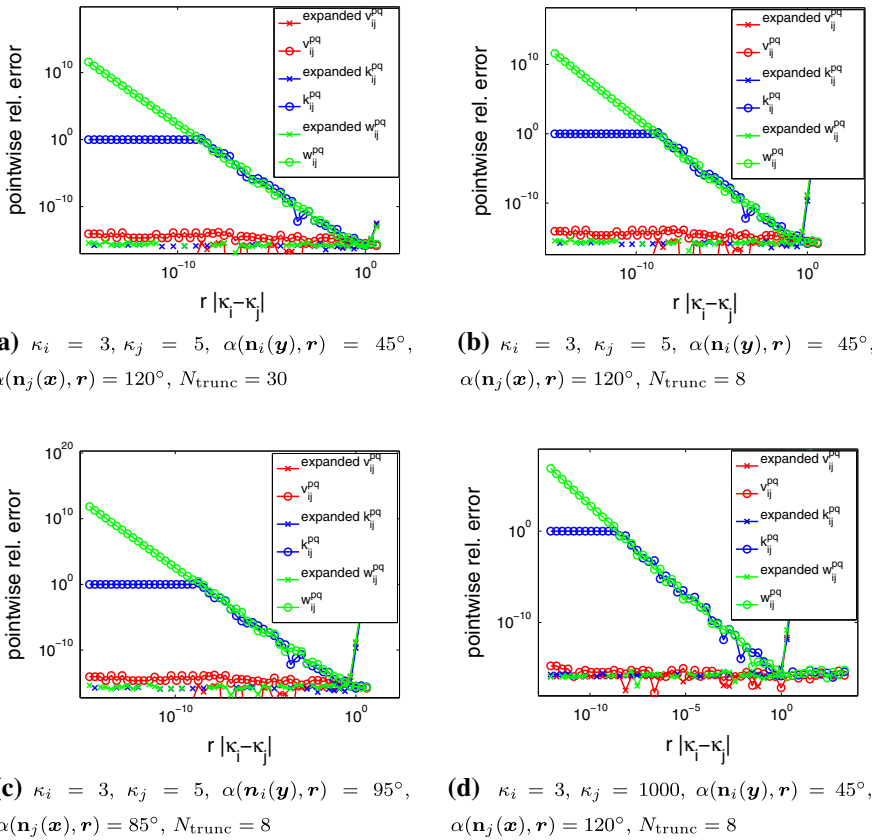 pointwise rel. error
10^10
10^0
10^−10
10^−10
10^0
r |κ_i−κ_j|
expanded v_ij^pq
v_ij^pq
expanded k_ij^pq
k_ij^pq
expanded w_ij^pq
w_ij^pq
a) κ_i = 3, κ_j = 5, α(n_i(y), r) = 45°,
α(n_j(x), r) = 120°, N_trunc = 30
pointwise rel. error
10^10
10^0
10^−10
10^−10
10^0
r |κ_i−κ_j|
expanded v_ij^pq
v_ij^pq
expanded k_ij^pq
k_ij^pq
expanded w_ij^pq
w_ij^pq
(b) κ_i = 3, κ_j = 5, α(n_i(y), r) = 45°,
α(n_j(x), r) = 120°, N_trunc = 8
pointwise rel. error
10^20
10^10
10^0
10^−10
10^−10
10^0
r |κ_i−κ_j|
expanded v_ij^pq
v_ij^pq
expanded k_ij^pq
k_ij^pq
expanded w_ij^pq
w_ij^pq
(c) κ_i = 3, κ_j = 5, α(n_i(y), r) = 95°,
α(n_j(x), r) = 85°, N_trunc = 8
pointwise rel. error
10^0
10^−10
10^−10
10^−5
10^0
r |κ_i−κ_j|
expanded v_ij^pq
v_ij^pq
expanded k_ij^pq
k_ij^pq
expanded w_ij^pq
w_ij^pq
(d) κ_i = 3, κ_j = 1000, α(n_i(y), r) = 45°,
α(n_j(x), r) = 120°, N_trunc = 8